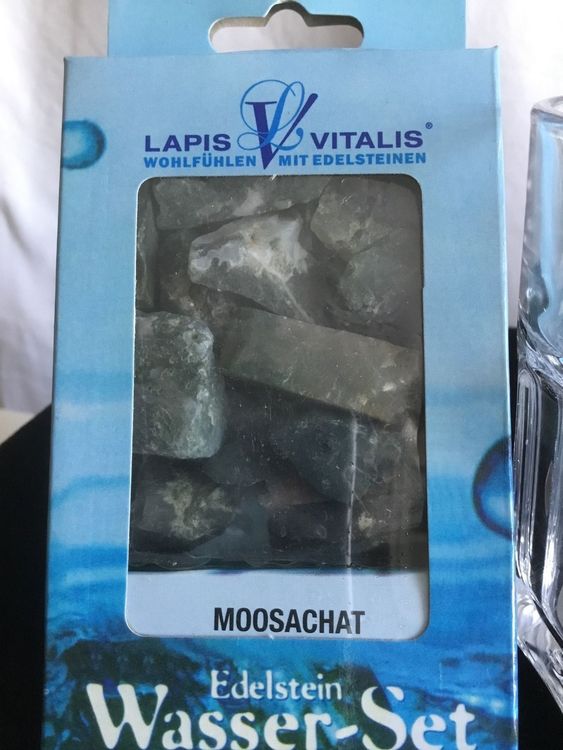 LAPIS VITALIS®
WOHLFÜHLEN MIT EDELSTEINEN
MOOSACHAT
Edelstein
Wasser-Set